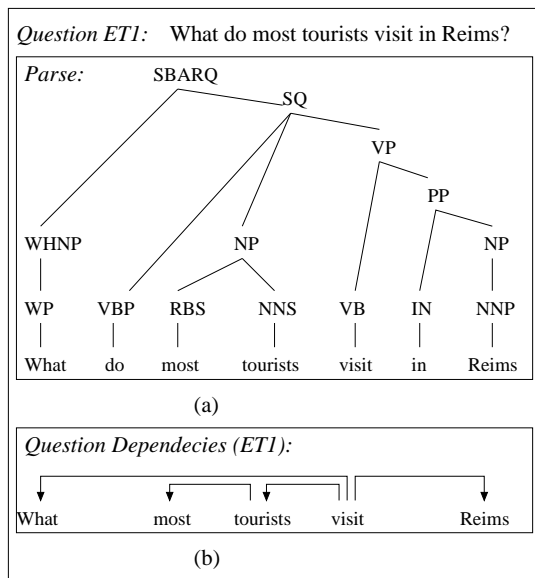 Question ET1: What do most tourists visit in Reims?
Parse:
SBARQ
SQ
VP
PP
WHNP NP NP
WP VBP RBS NNS VB IN NNP
What do most tourists visit in Reims
(a)
Question Dependecies (ET1):
What most tourists visit Reims
(b)